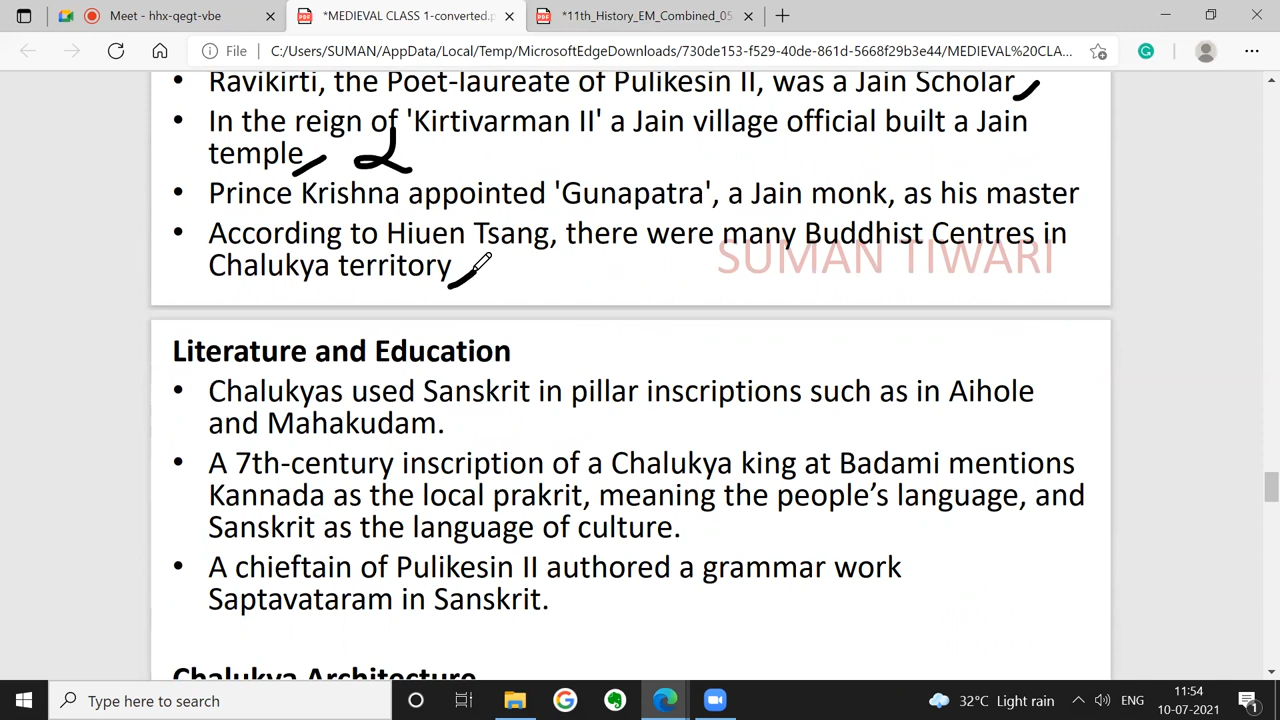 Meet - hhx-qegt-vbe
*MEDIEVAL CLASS 1-converted.p
*11th_History_EM_Combined_05
File
C:/Users/SUMAN/AppData/Local/Temp/MicrosoftEdgeDownloads/730de153-f529-40de-861d-5668f29b3e44/MEDIEVAL%20CLA...
• Ravikirti, the Poet-laureate of Pulikesin II, was a Jain Scholar
• In the reign of 'Kirtivarman II' a Jain village official built a Jain
temple
• Prince Krishna appointed 'Gunapatra', a Jain monk, as his master
• According to Hiuen Tsang, there were many Buddhist Centres in
Chalukya territory
SUMAN TIWARI
Literature and Education
• Chalukyas used Sanskrit in pillar inscriptions such as in Aihole
and Mahakudam.
• A 7th-century inscription of a Chalukya king at Badami mentions
Kannada as the local prakrit, meaning the people’s language, and
Sanskrit as the language of culture.
• A chieftain of Pulikesin II authored a grammar work
Saptavataram in Sanskrit.
Chalukya Architecture
Type here to search
32°C Light rain
ENG
11:54
10-07-2021
1